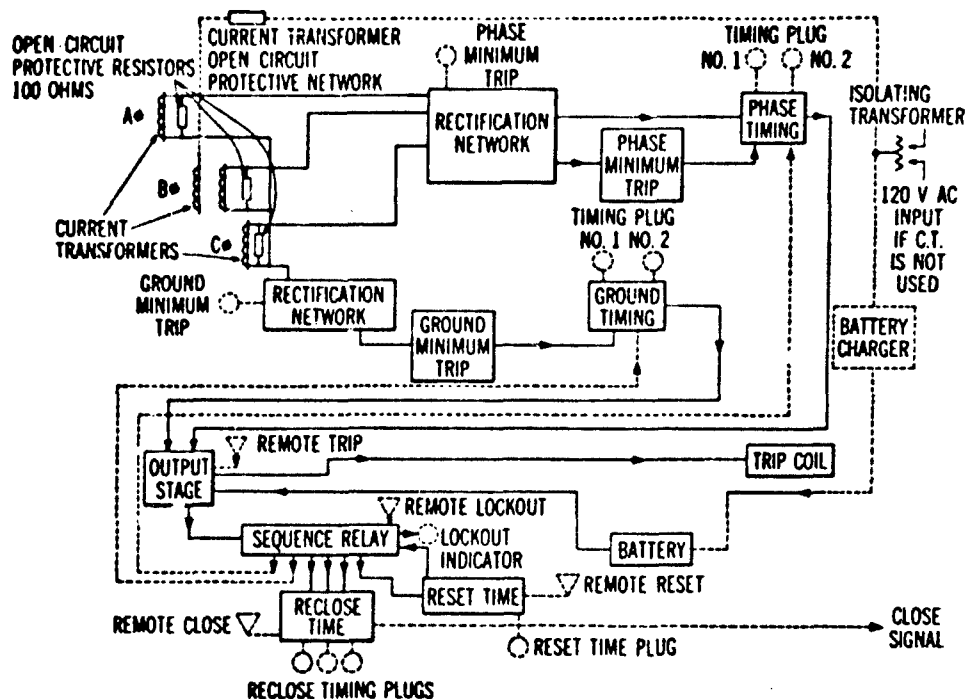 OPEN CIRCUIT
PROTECTIVE RESISTORS
100 OHMS
CURRENT TRANSFORMER
OPEN CIRCUIT
PROTECTIVE NETWORK
PHASE
MINIMUM
TRIP
TIMING PLUG
NO. 1
NO. 2
ISOLATING
TRANSFORMER
AΦ
RECTIFICATION
NETWORK
PHASE
TIMING
PHASE
MINIMUM
TRIP
BΦ
120 V AC
INPUT
IF C.T.
IS NOT
USED
CURRENT
TRANSFORMERS
CΦ
TIMING PLUG
NO. 1 NO. 2
GROUND
MINIMUM
TRIP
RECTIFICATION
NETWORK
GROUND
TIMING
GROUND
MINIMUM
TRIP
BATTERY
CHARGER
REMOTE TRIP
OUTPUT
STAGE
TRIP COIL
REMOTE LOCKOUT
SEQUENCE RELAY
LOCKOUT
INDICATOR
BATTERY
RESET TIME
REMOTE RESET
RECLOSE
TIME
REMOTE CLOSE
CLOSE
SIGNAL
RESET TIME PLUG
RECLOSE TIMING PLUGS